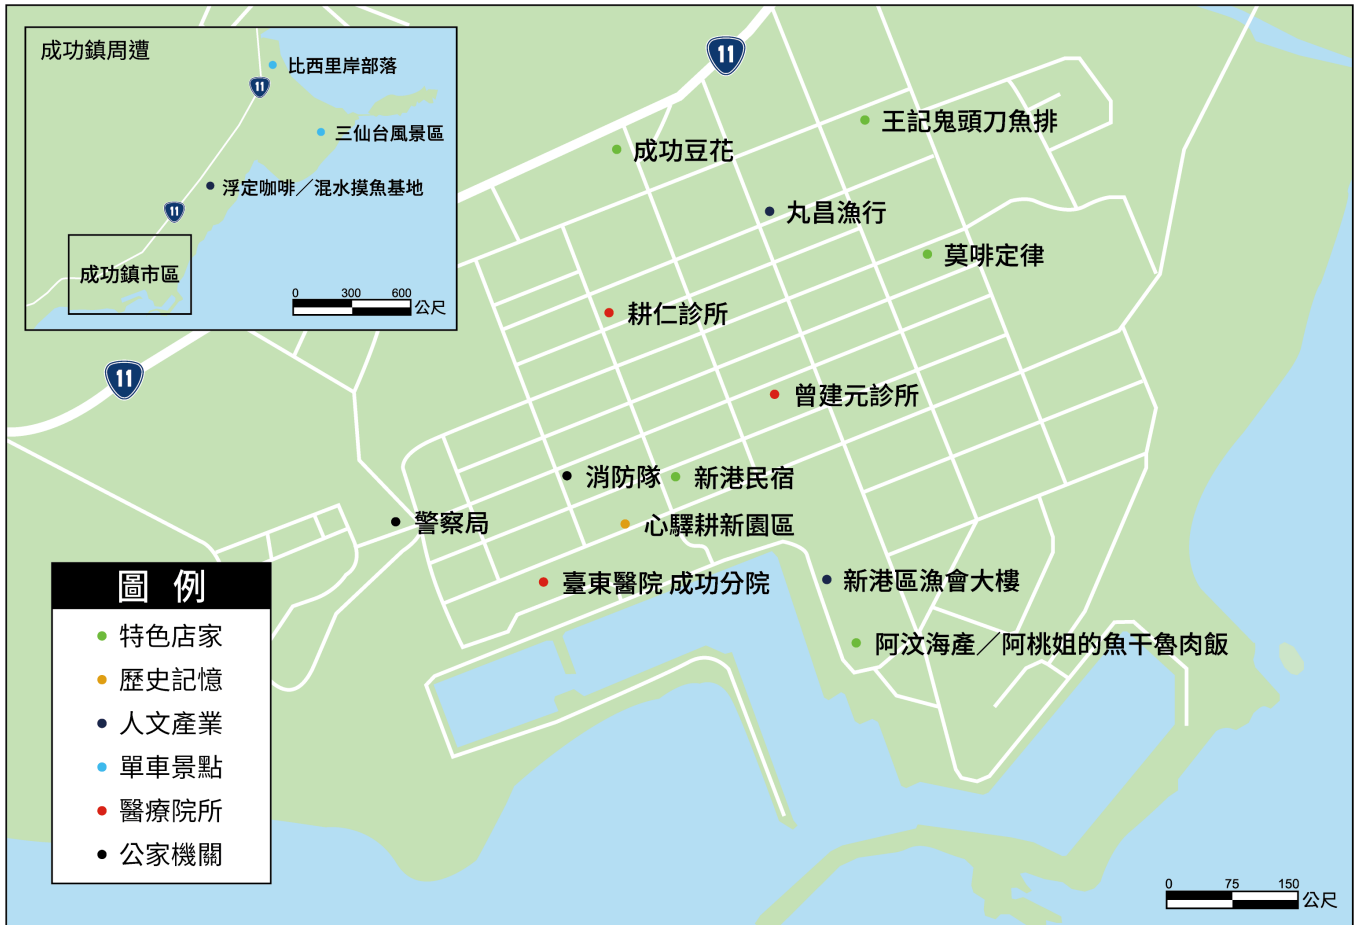 成功鎮周遭
比西里岸部落
11
三仙台風景區
浮定咖啡／混水摸魚基地
11
成功鎮市區
0 300 600 公尺
11
王記鬼頭刀魚排
成功豆花
丸昌漁行
莫啡定律
耕仁診所
11
曾建元診所
消防隊
新港民宿
警察局
心驛耕新園區
臺東醫院 成功分院
新港區漁會大樓
阿汶海產／阿桃姐的魚干魯肉飯
圖 例
特色店家
歷史記憶
人文產業
單車景點
醫療院所
公家機關
0 75 150 公尺